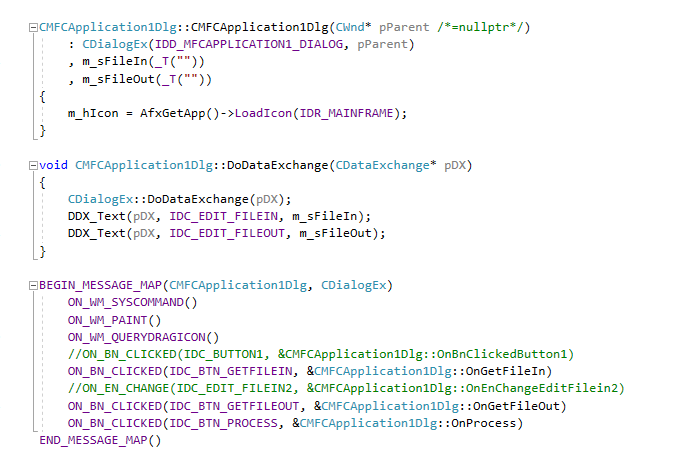 CMFCApplication1Dlg::CMFCApplication1Dlg(CWnd* pParent /*=nullptr*/)
    : CDialogEx(IDD_MFCAPPLICATION1_DIALOG, pParent)
    , m_sFileIn(_T(""))
    , m_sFileOut(_T(""))
{
    m_hIcon = AfxGetApp()->LoadIcon(IDR_MAINFRAME);
}

void CMFCApplication1Dlg::DoDataExchange(CDataExchange* pDX)
{
    CDialogEx::DoDataExchange(pDX);
    DDX_Text(pDX, IDC_EDIT_FILEIN, m_sFileIn);
    DDX_Text(pDX, IDC_EDIT_FILEOUT, m_sFileOut);
}

BEGIN_MESSAGE_MAP(CMFCApplication1Dlg, CDialogEx)
    ON_WM_SYSCOMMAND()
    ON_WM_PAINT()
    ON_WM_QUERYDRAGICON()
    //ON_BN_CLICKED(IDC_BUTTON1, &CMFCApplication1Dlg::OnBnClickedButton1)
    ON_BN_CLICKED(IDC_BTN_GETFILEIN, &CMFCApplication1Dlg::OnGetFileIn)
    //ON_EN_CHANGE(IDC_EDIT_FILEIN2, &CMFCApplication1Dlg::OnEnChangeEditFilein2)
    ON_BN_CLICKED(IDC_BTN_GETFILEOUT, &CMFCApplication1Dlg::OnGetFileOut)
    ON_BN_CLICKED(IDC_BTN_PROCESS, &CMFCApplication1Dlg::OnProcess)
END_MESSAGE_MAP()